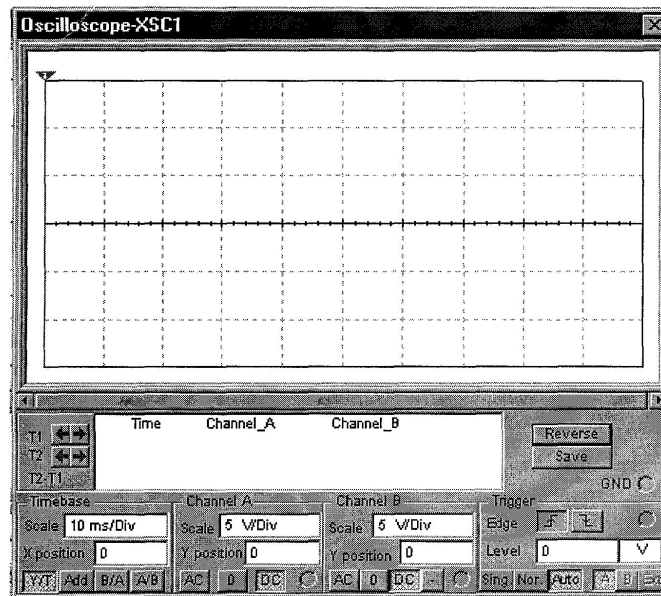 Oscilloscope-XSC1
Time Channel_A Channel_B
T1
T2
T2-T1
Reverse
Save
GND
Timebase
Scale 10 ms/Div
X position 0
Y/T Add B/A A/B
Channel A
Scale 5 V/Div
Y position 0
AC 0 DC
Channel B
Scale 5 V/Div
Y position 0
AC 0 DC -
Trigger
Edge
Level 0 V
Sing Nor Auto A B Ext